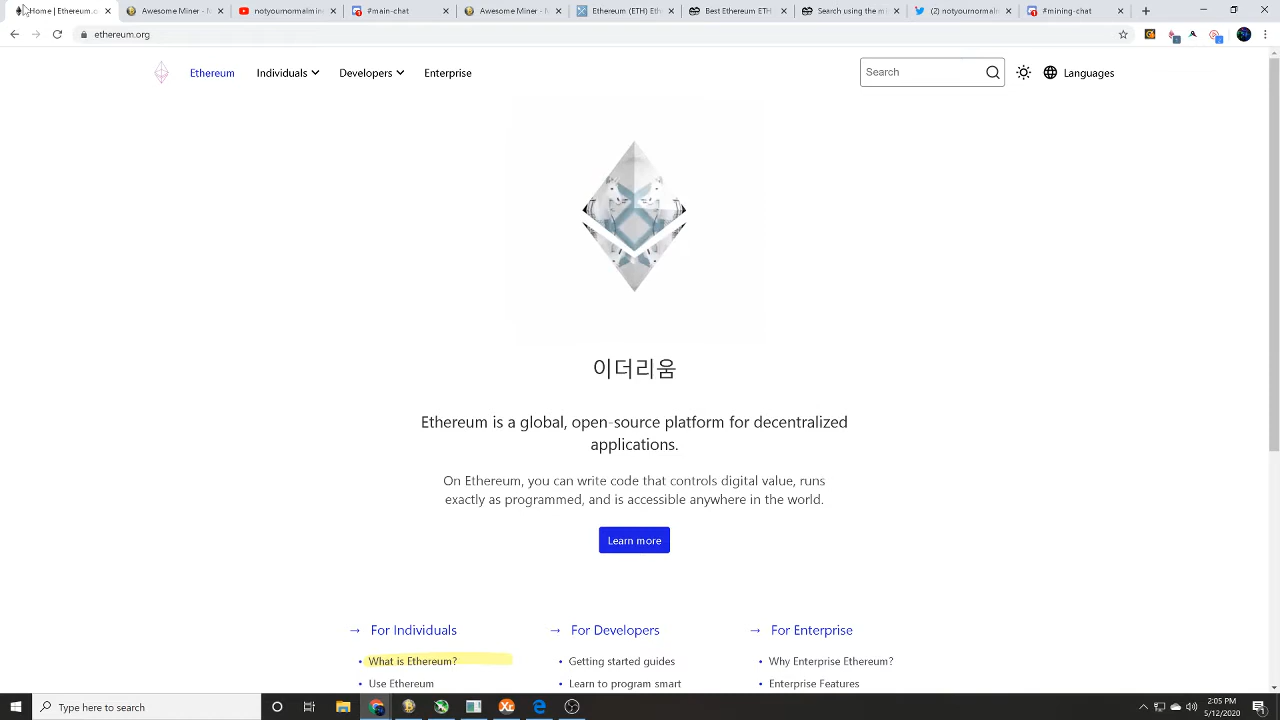 Home | Ethereum.o
Awesome Miner - N
notyournormalmine
#main-chat
Awesome Miner - N
Ethereum (ETH) Eth
Best Ethereum ETH
Search using the mi
(2) notyournormaln
#mining-chat
ethereum.org
Ethereum
Individuals
Developers
Enterprise
Search
Languages
이더리움
Ethereum is a global, open-source platform for decentralized
applications.
On Ethereum, you can write code that controls digital value, runs
exactly as programmed, and is accessible anywhere in the world.
Learn more
→ For Individuals
→ For Developers
→ For Enterprise
• What is Ethereum?
• Getting started guides
• Why Enterprise Ethereum?
• Use Ethereum
• Learn to program smart
• Enterprise Features
Type here to search
2:05 PM
5/12/2020